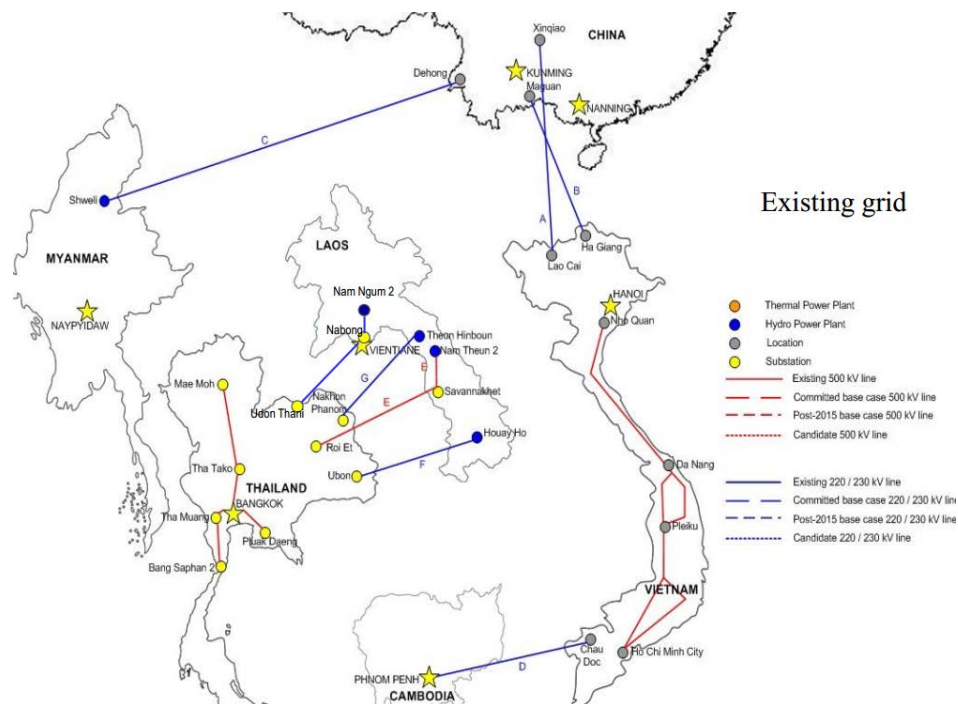 Xinqiao
CHINA
Dehong
KUNMING
Maguan
NANNING
C
Shweli
B
A
Existing grid
LAOS
Ha Giang
MYANMAR
Lao Cai
Nam Ngum 2
HANOI
NAYPYIDAW
Nho Quan
Nabong
Theon Hinboun
VIENTIANE
Nam Theun 2
Mae Moh
G
E
Nakhon
Phanom
Savannakhet
Udon Thani
E
Roi Et
Houay Ho
Da Nang
Tha Tako
Ubon
F
THAILAND
BANGKOK
Tha Muang
Pluak Daeng
Pleiku
Bang Saphan 2
VIETNAM
Chau
Doc
Ho Chi Minh City
D
PHNOM PENH
CAMBODIA
Thermal Power Plant
Hydro Power Plant
Location
Substation
Existing 500 kV line
Committed base case 500 kV line
Post-2015 base case 500 kV line
Candidate 500 kV line
Existing 220 / 230 kV line
Committed base case 220 / 230 kV line
Post-2015 base case 220 / 230 kV line
Candidate 220 / 230 kV line